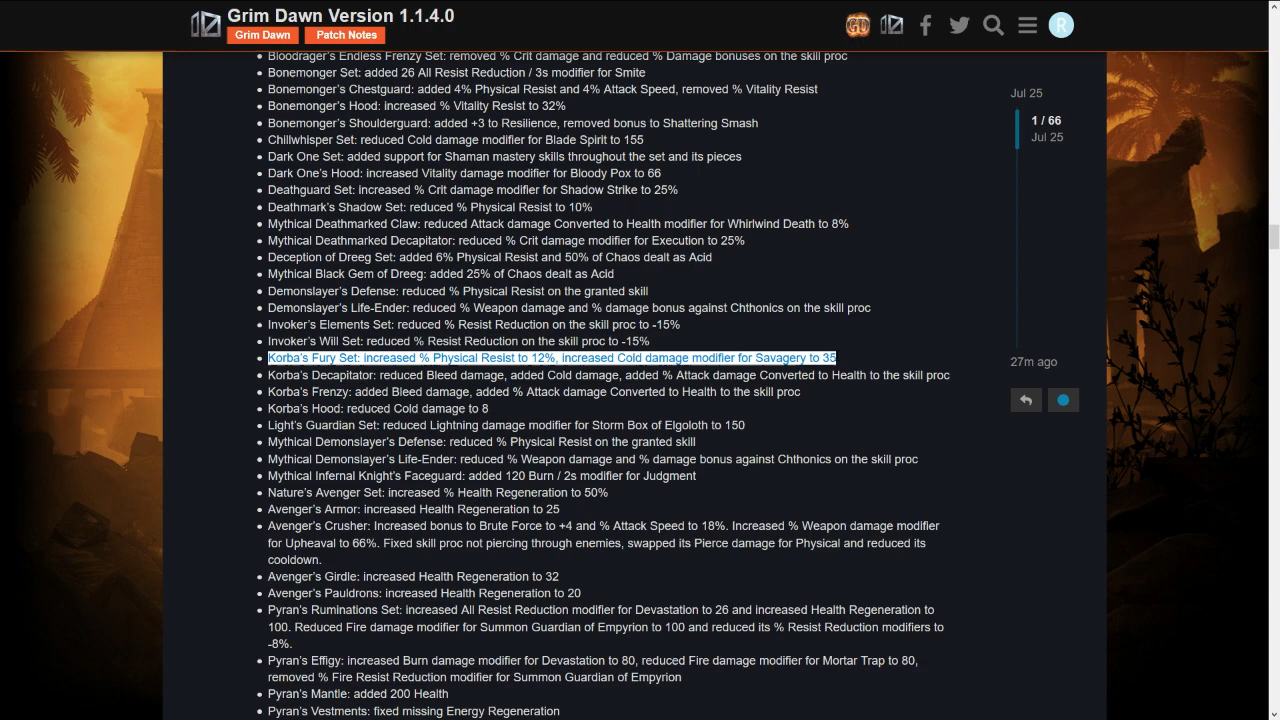 Grim Dawn Version 1.1.4.0
Grim Dawn
Patch Notes
R
Bloodrager's Endless Frenzy Set: removed % Crit damage and reduced % Damage bonuses on the skill proc
Bonemonger Set: added 26 All Resist Reduction / 3s modifier for Smite
Bonemonger's Chestguard: added 4% Physical Resist and 4% Attack Speed, removed % Vitality Resist
Bonemonger's Hood: increased % Vitality Resist to 32%
Bonemonger's Shoulderguard: added +3 to Resilience, removed bonus to Shattering Smash
Chillwhisper Set: reduced Cold damage modifier for Blade Spirit to 155
Dark One Set: added support for Shaman mastery skills throughout the set and its pieces
Dark One's Hood: increased Vitality damage modifier for Bloody Pox to 66
Deathguard Set: increased % Crit damage modifier for Shadow Strike to 25%
Deathmark's Shadow Set: reduced % Physical Resist to 10%
Mythical Deathmarked Claw: reduced Attack damage Converted to Health modifier for Whirlwind Death to 8%
Mythical Deathmarked Decapitator: reduced % Crit damage modifier for Execution to 25%
Deception of Dreeg Set: added 6% Physical Resist and 50% of Chaos dealt as Acid
Mythical Black Gem of Dreeg: added 25% of Chaos dealt as Acid
Demonslayer's Defense: reduced % Physical Resist on the granted skill
Demonslayer's Life-Ender: reduced % Weapon damage and % damage bonus against Chthonics on the skill proc
Invoker's Elements Set: reduced % Resist Reduction on the skill proc to -15%
Invoker's Will Set: reduced % Resist Reduction on the skill proc to -15%
Korba's Fury Set: increased % Physical Resist to 12%, increased Cold damage modifier for Savagery to 35
Korba's Decapitator: reduced Bleed damage, added Cold damage, added % Attack damage Converted to Health to the skill proc
Korba's Frenzy: added Bleed damage, added % Attack damage Converted to Health to the skill proc
Korba's Hood: reduced Cold damage to 8
Light's Guardian Set: reduced Lightning damage modifier for Storm Box of Elgoloth to 150
Mythical Demonslayer's Defense: reduced % Physical Resist on the granted skill
Mythical Demonslayer's Life-Ender: reduced % Weapon damage and % damage bonus against Chthonics on the skill proc
Mythical Infernal Knight's Faceguard: added 120 Burn / 2s modifier for Judgment
Nature's Avenger Set: increased % Health Regeneration to 50%
Avenger's Armor: increased Health Regeneration to 25
Avenger's Crusher: Increased bonus to Brute Force to +4 and % Attack Speed to 18%. Increased % Weapon damage modifier
for Upheaval to 66%. Fixed skill proc not piercing through enemies, swapped its Pierce damage for Physical and reduced its
cooldown.
Avenger's Girdle: increased Health Regeneration to 32
Avenger's Pauldrons: increased Health Regeneration to 20
Pyran's Ruminations Set: increased All Resist Reduction modifier for Devastation to 26 and increased Health Regeneration to
100. Reduced Fire damage modifier for Summon Guardian of Empyrion to 100 and reduced its % Resist Reduction modifiers to
-8%.
Pyran's Effigy: increased Burn damage modifier for Devastation to 80, reduced Fire damage modifier for Mortar Trap to 80,
removed % Fire Resist Reduction modifier for Summon Guardian of Empyrion
Pyran's Mantle: added 200 Health
Pyran's Vestments: fixed missing Energy Regeneration
Jul 25
1 / 66
Jul 25
27m ago